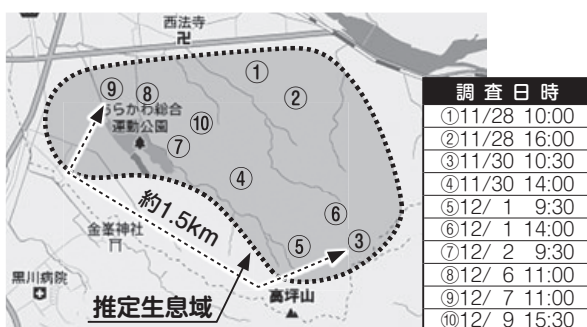 西法寺
⑨
⑧
①
②
あらかわ総合
運動公園
⑩
⑦
④
約1.5km
⑥
金峯神社
⑤
③
黒川病院
推定生息域
高坪山
調査日時
①11/28 10:00
②11/28 16:00
③11/30 10:30
④11/30 14:00
⑤12/ 1 9:30
⑥12/ 1 14:00
⑦12/ 2 9:30
⑧12/ 6 11:00
⑨12/ 7 11:00
⑩12/ 9 15:30